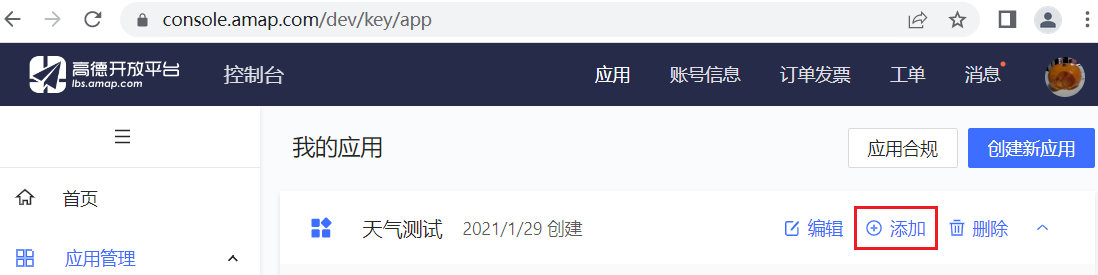 console.amap.com/dev/key/app
高德开放平台 控制台 应用 账号信息 订单发票 工单 消息
lbs.amap.com
我的应用 应用合规 创建新应用
首页
天气测试 2021/1/29 创建 编辑 添加 删除
应用管理